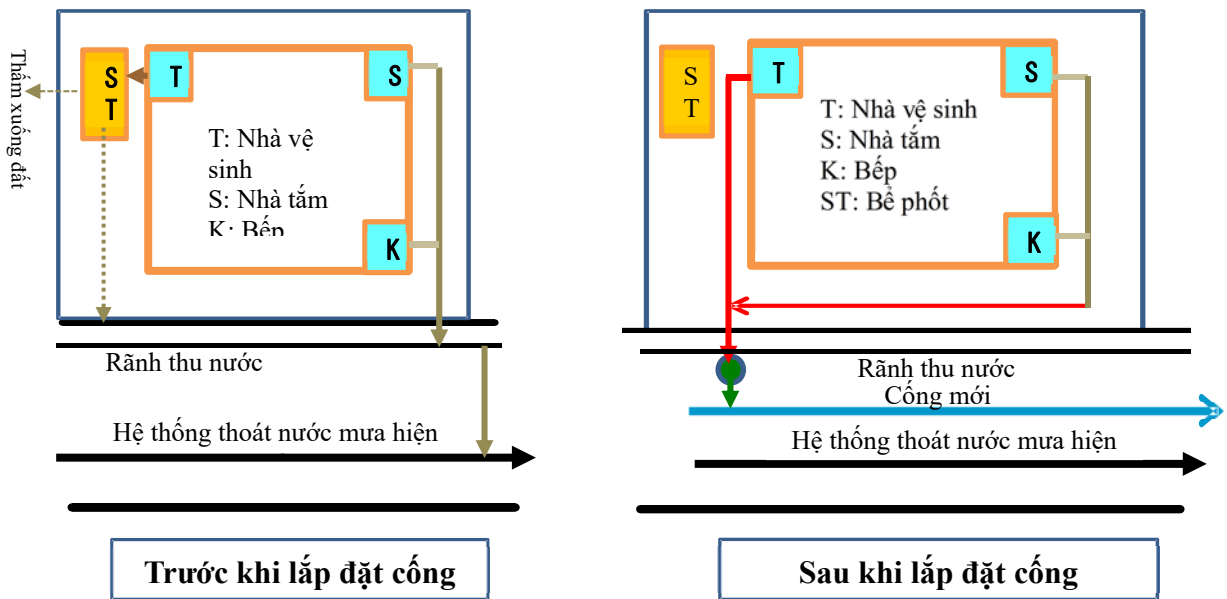 Thấm xuống đất
S
T
T
S
T: Nhà vệ
sinh
S: Nhà tắm
K: Bếp
K
Rãnh thu nước
Hệ thống thoát nước mưa hiện
Trước khi lắp đặt cống
S
T
T
S
T: Nhà vệ sinh
S: Nhà tắm
K: Bếp
ST: Bể phốt
K
Rãnh thu nước
Cống mới
Hệ thống thoát nước mưa hiện
Sau khi lắp đặt cống